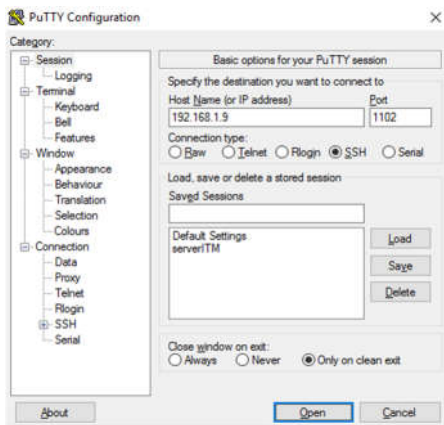 PuTTY Configuration
Category:
Session
Logging
Terminal
Keyboard
Bell
Features
Window
Appearance
Behaviour
Translation
Selection
Colours
Connection
Data
Proxy
Telnet
Rlogin
SSH
Serial
Basic options for your PuTTY session
Specify the destination you want to connect to
Host Name (or IP address) Port
192.168.1.9 1102
Connection type:
Raw Telnet Rlogin SSH Serial
Load, save or delete a stored session
Saved Sessions
Default Settings
serverITM
Load
Save
Delete
Close window on exit:
Always Never Only on clean exit
About Open Cancel